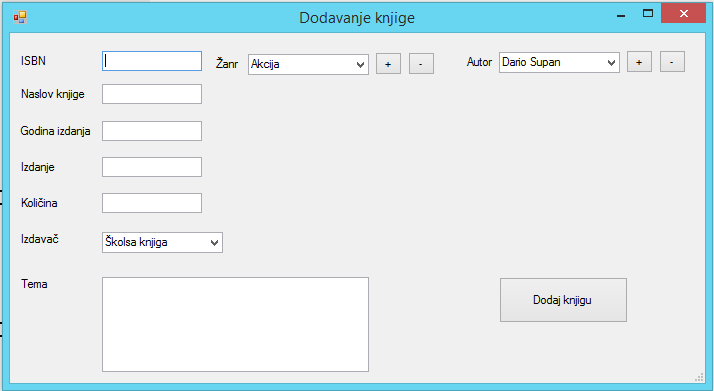 Dodavanje knjige
ISBN
Žanr
Akcija
+
-
Autor
Dario Supan
+
-
Naslov knjige
Godina izdanja
Izdanje
Količina
Izdavač
Školsa knjiga
Tema
Dodaj knjigu